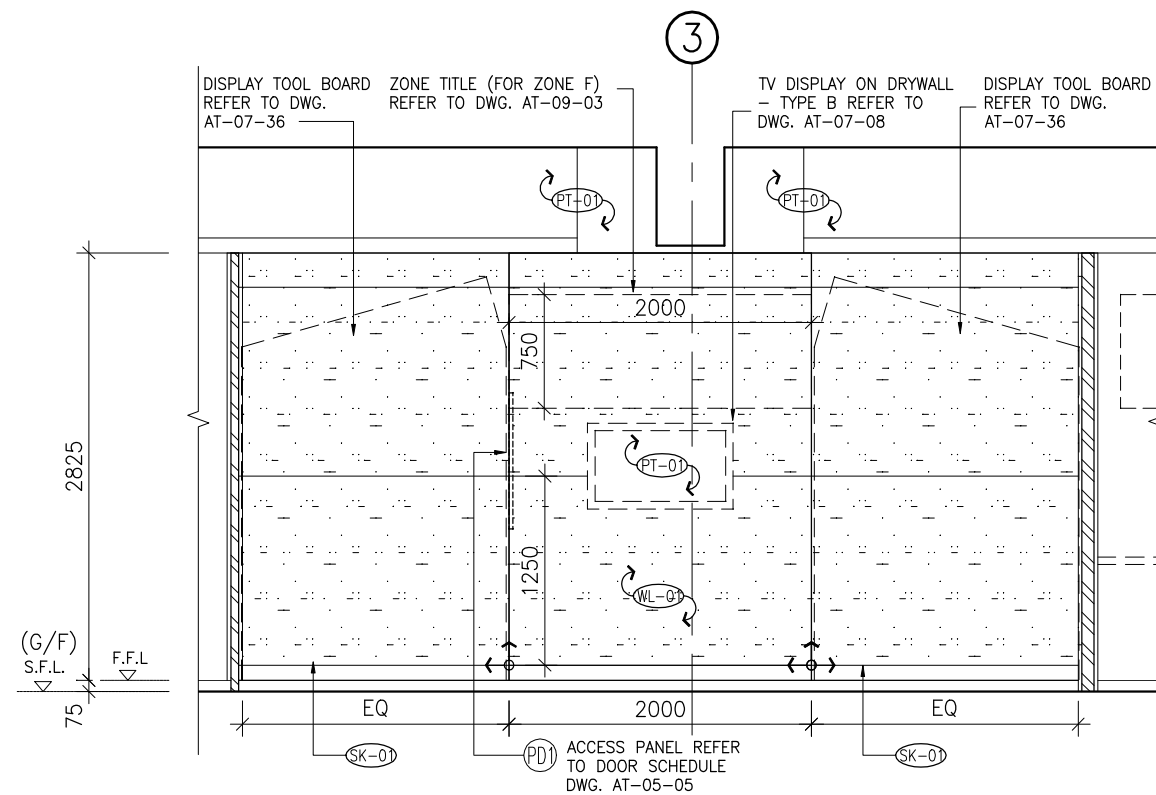 3
DISPLAY TOOL BOARD
REFER TO DWG.
AT-07-36
ZONE TITLE (FOR ZONE F)
REFER TO DWG. AT-09-03
TV DISPLAY ON DRYWALL
- TYPE B REFER TO
DWG. AT-07-08
DISPLAY TOOL BOARD
REFER TO DWG.
AT-07-36
PT-01
PT-01
2000
750
2825
PT-01
1250
WL-01
(G/F)
S.F.L.
F.F.L
75
EQ
2000
EQ
SK-01
PD1
ACCESS PANEL REFER
TO DOOR SCHEDULE
DWG. AT-05-05
SK-01